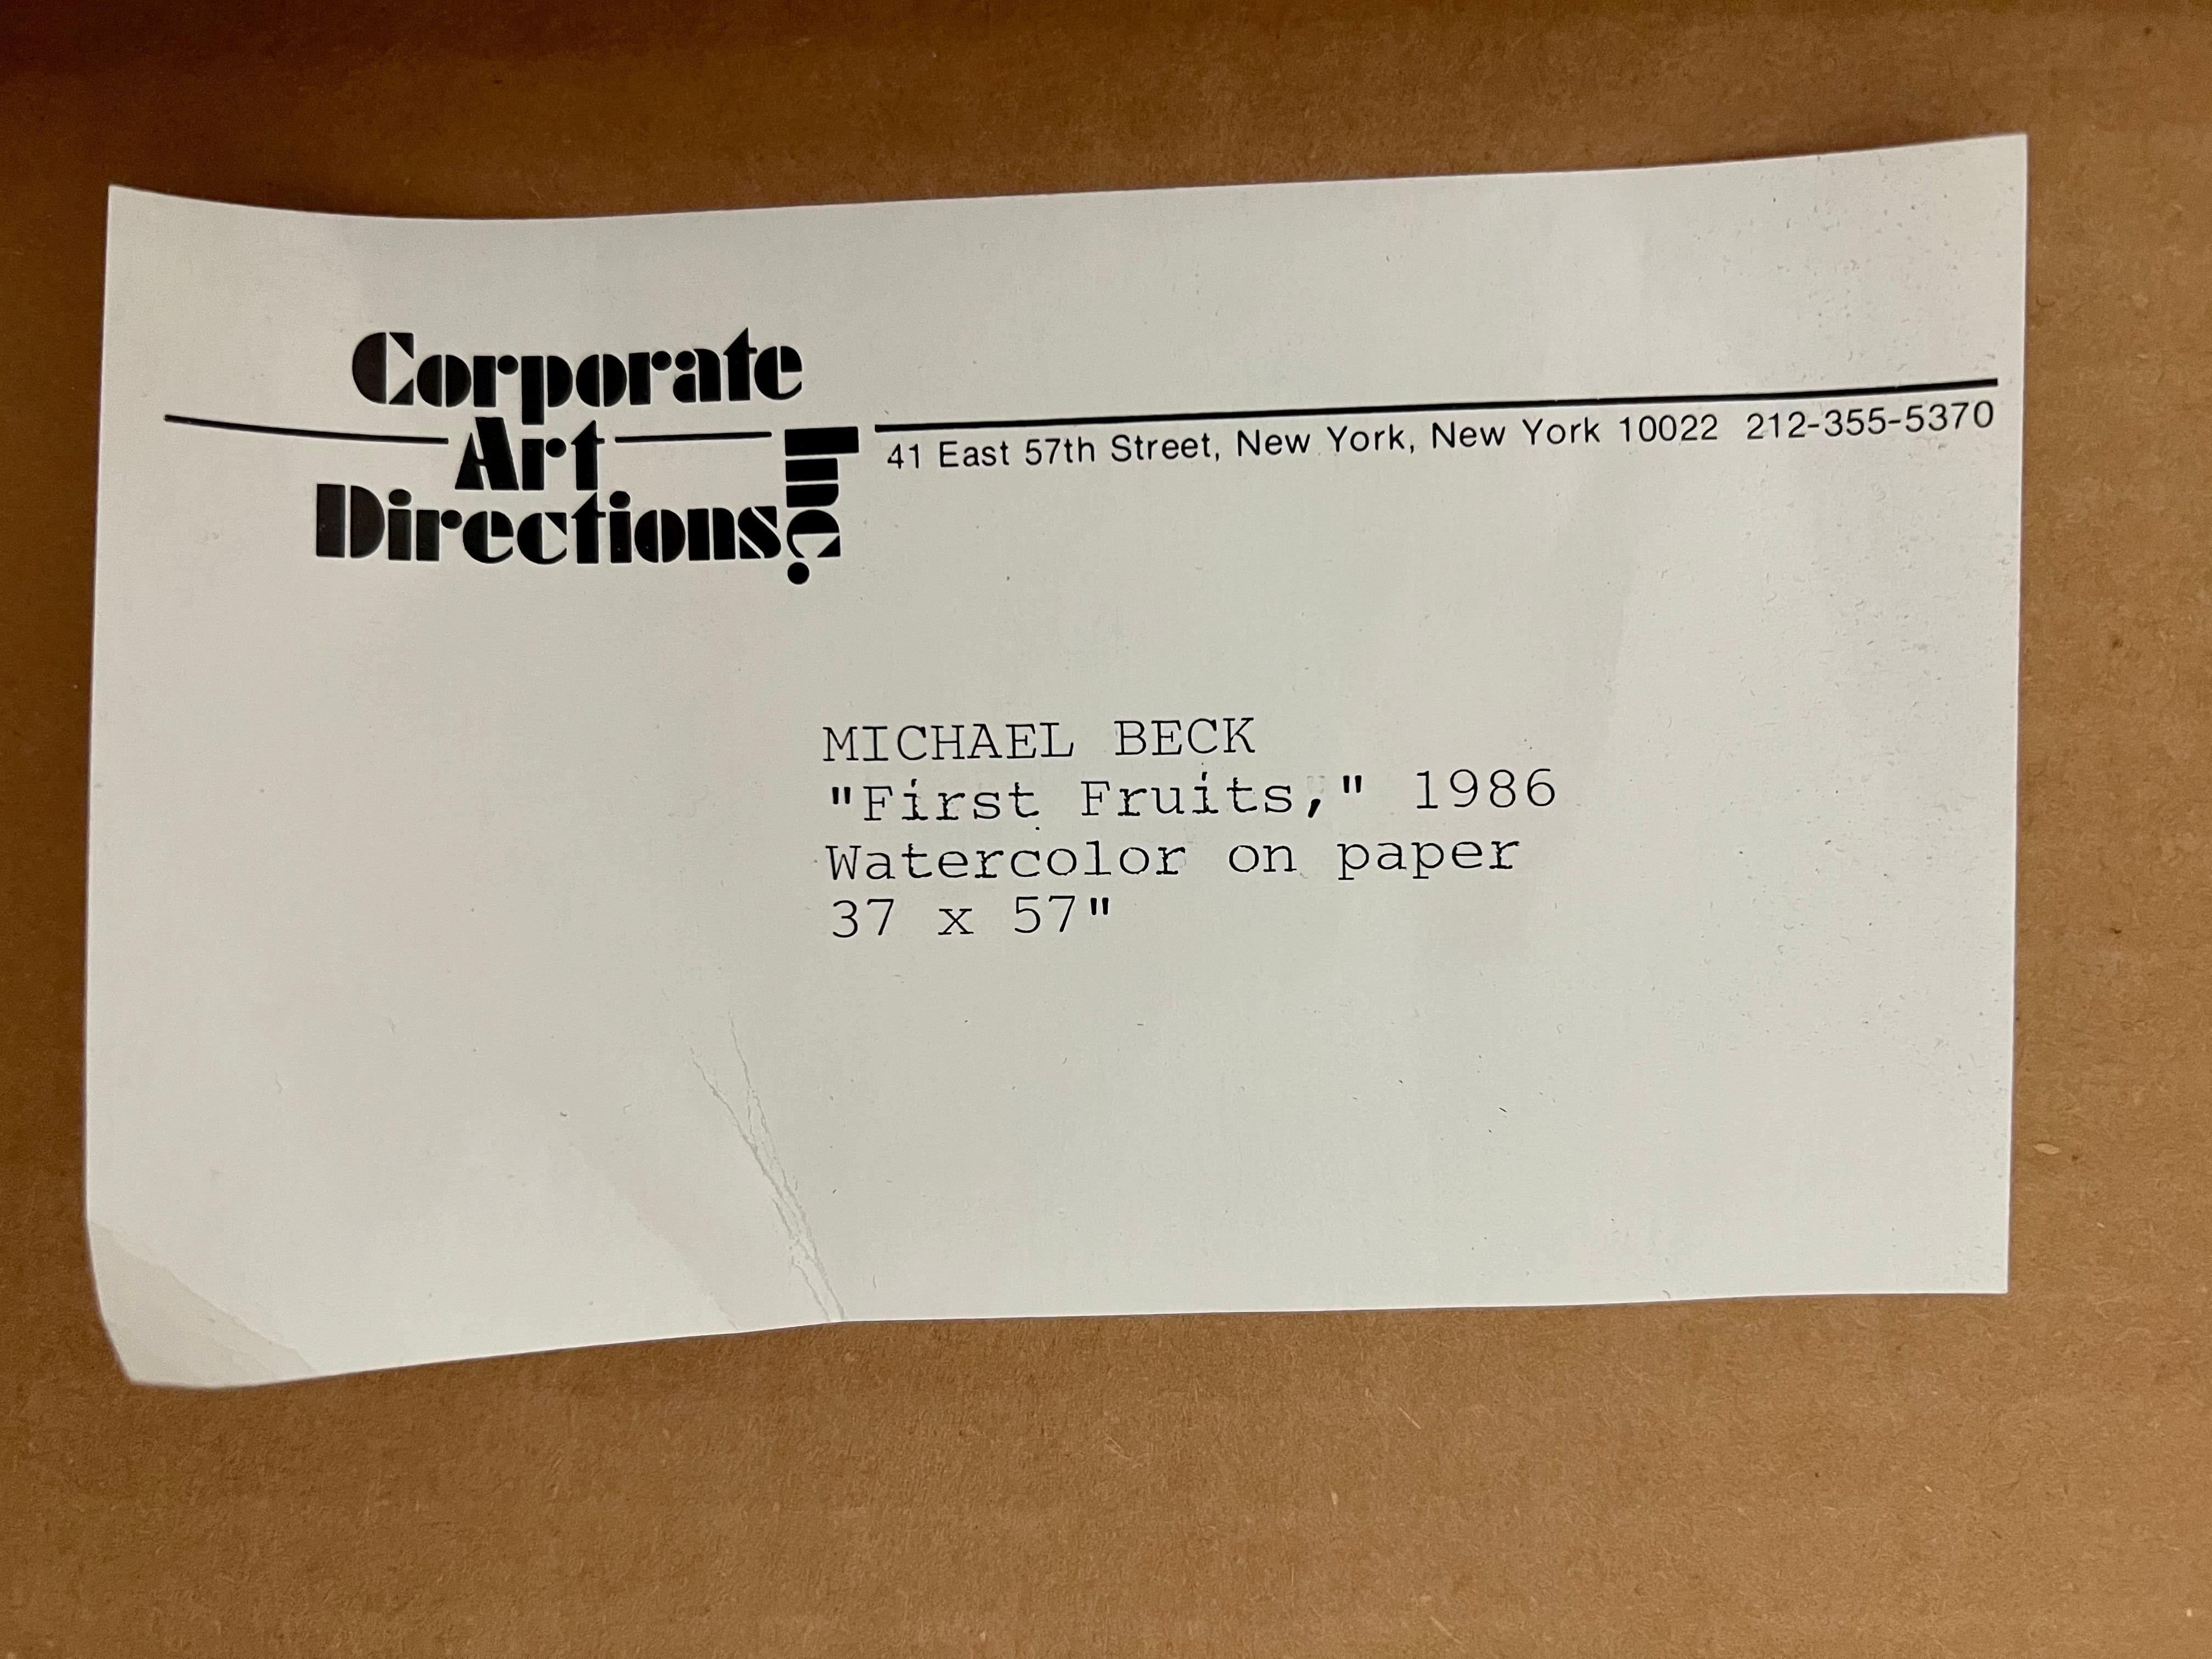 Corporate
Art
Directions Inc.
41 East 57th Street, New York, New York 10022 212-355-5370
MICHAEL BECK
"First Fruits," 1986
Watercolor on paper
37 x 57"